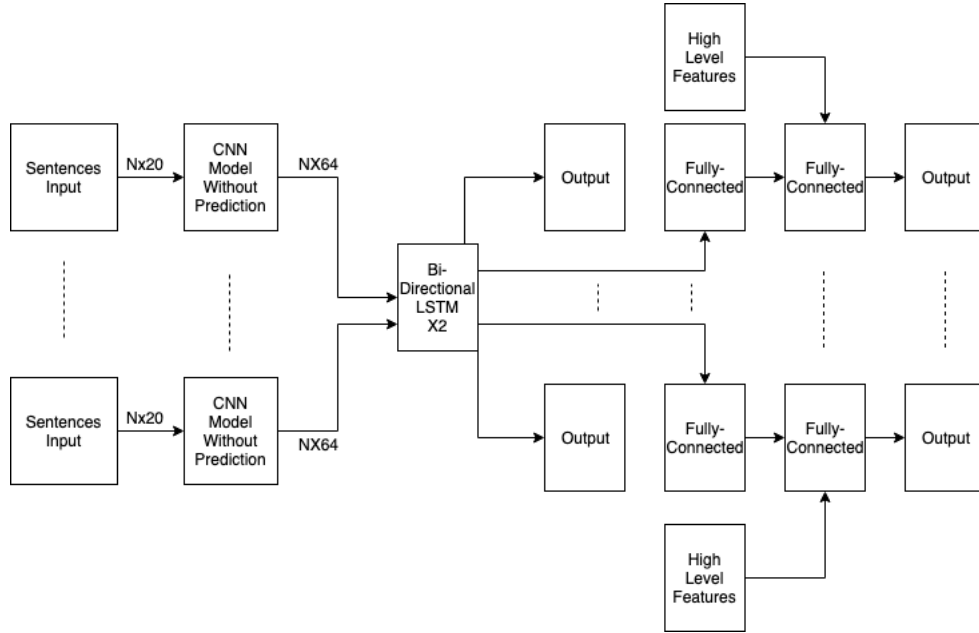 High
Level
Features
Sentences
Input
Nx20
CNN
Model
Without
Prediction
NX64
Output
Fully-
Connected
Fully-
Connected
Output
Bi-
Directional
LSTM
X2
Sentences
Input
Nx20
CNN
Model
Without
Prediction
NX64
Output
Fully-
Connected
Fully-
Connected
Output
High
Level
Features